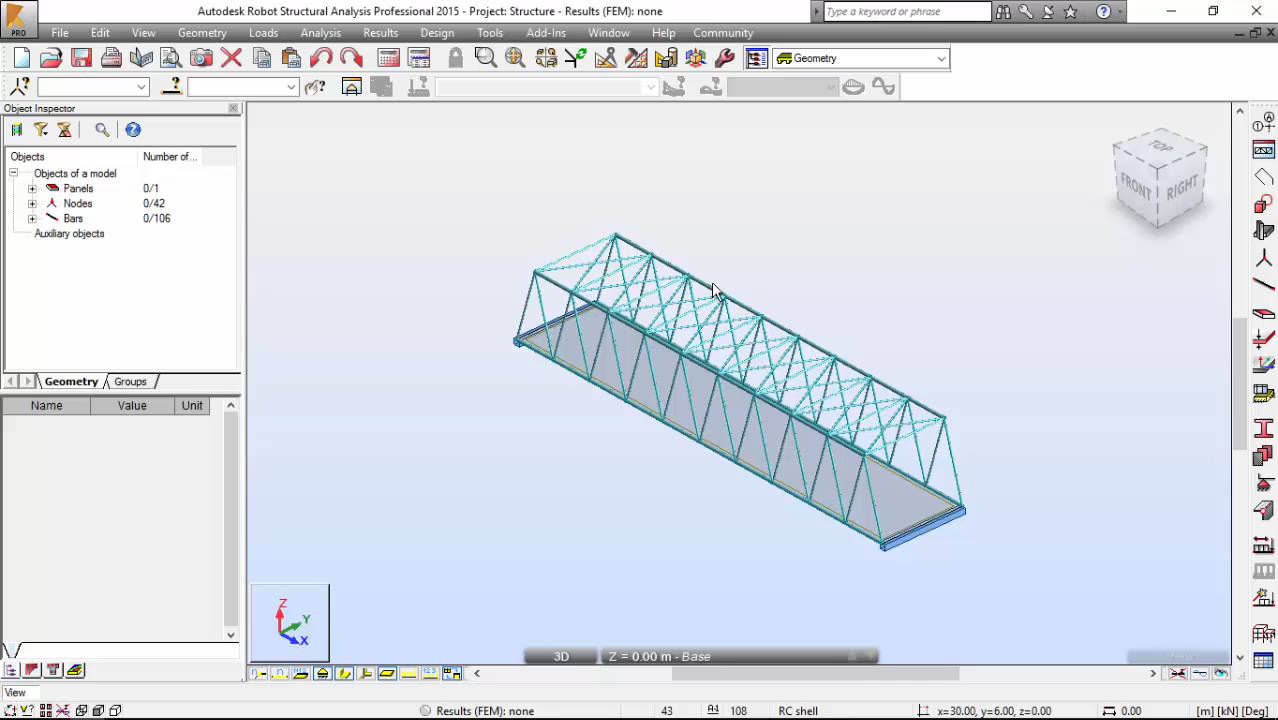 Autodesk Robot Structural Analysis Professional 2015 - Project: Structure - Results (FEM): none
Type a keyword or phrase
PRO
File Edit View Geometry Loads Analysis Results Design Tools Add-Ins Window Help Community
Geometry
Object Inspector
Objects Number of...
Objects of a model
Panels 0/1
Nodes 0/42
Bars 0/106
Auxiliary objects
Geometry Groups
Name Value Unit
TOP
FRONT RIGHT
Z
Y
X
3D Z = 0.00 m - Base
View
Results (FEM): none 43 108 RC shell x=30.00, y=6.00, z=0.00 0.00 [m] [kN] [Deg]